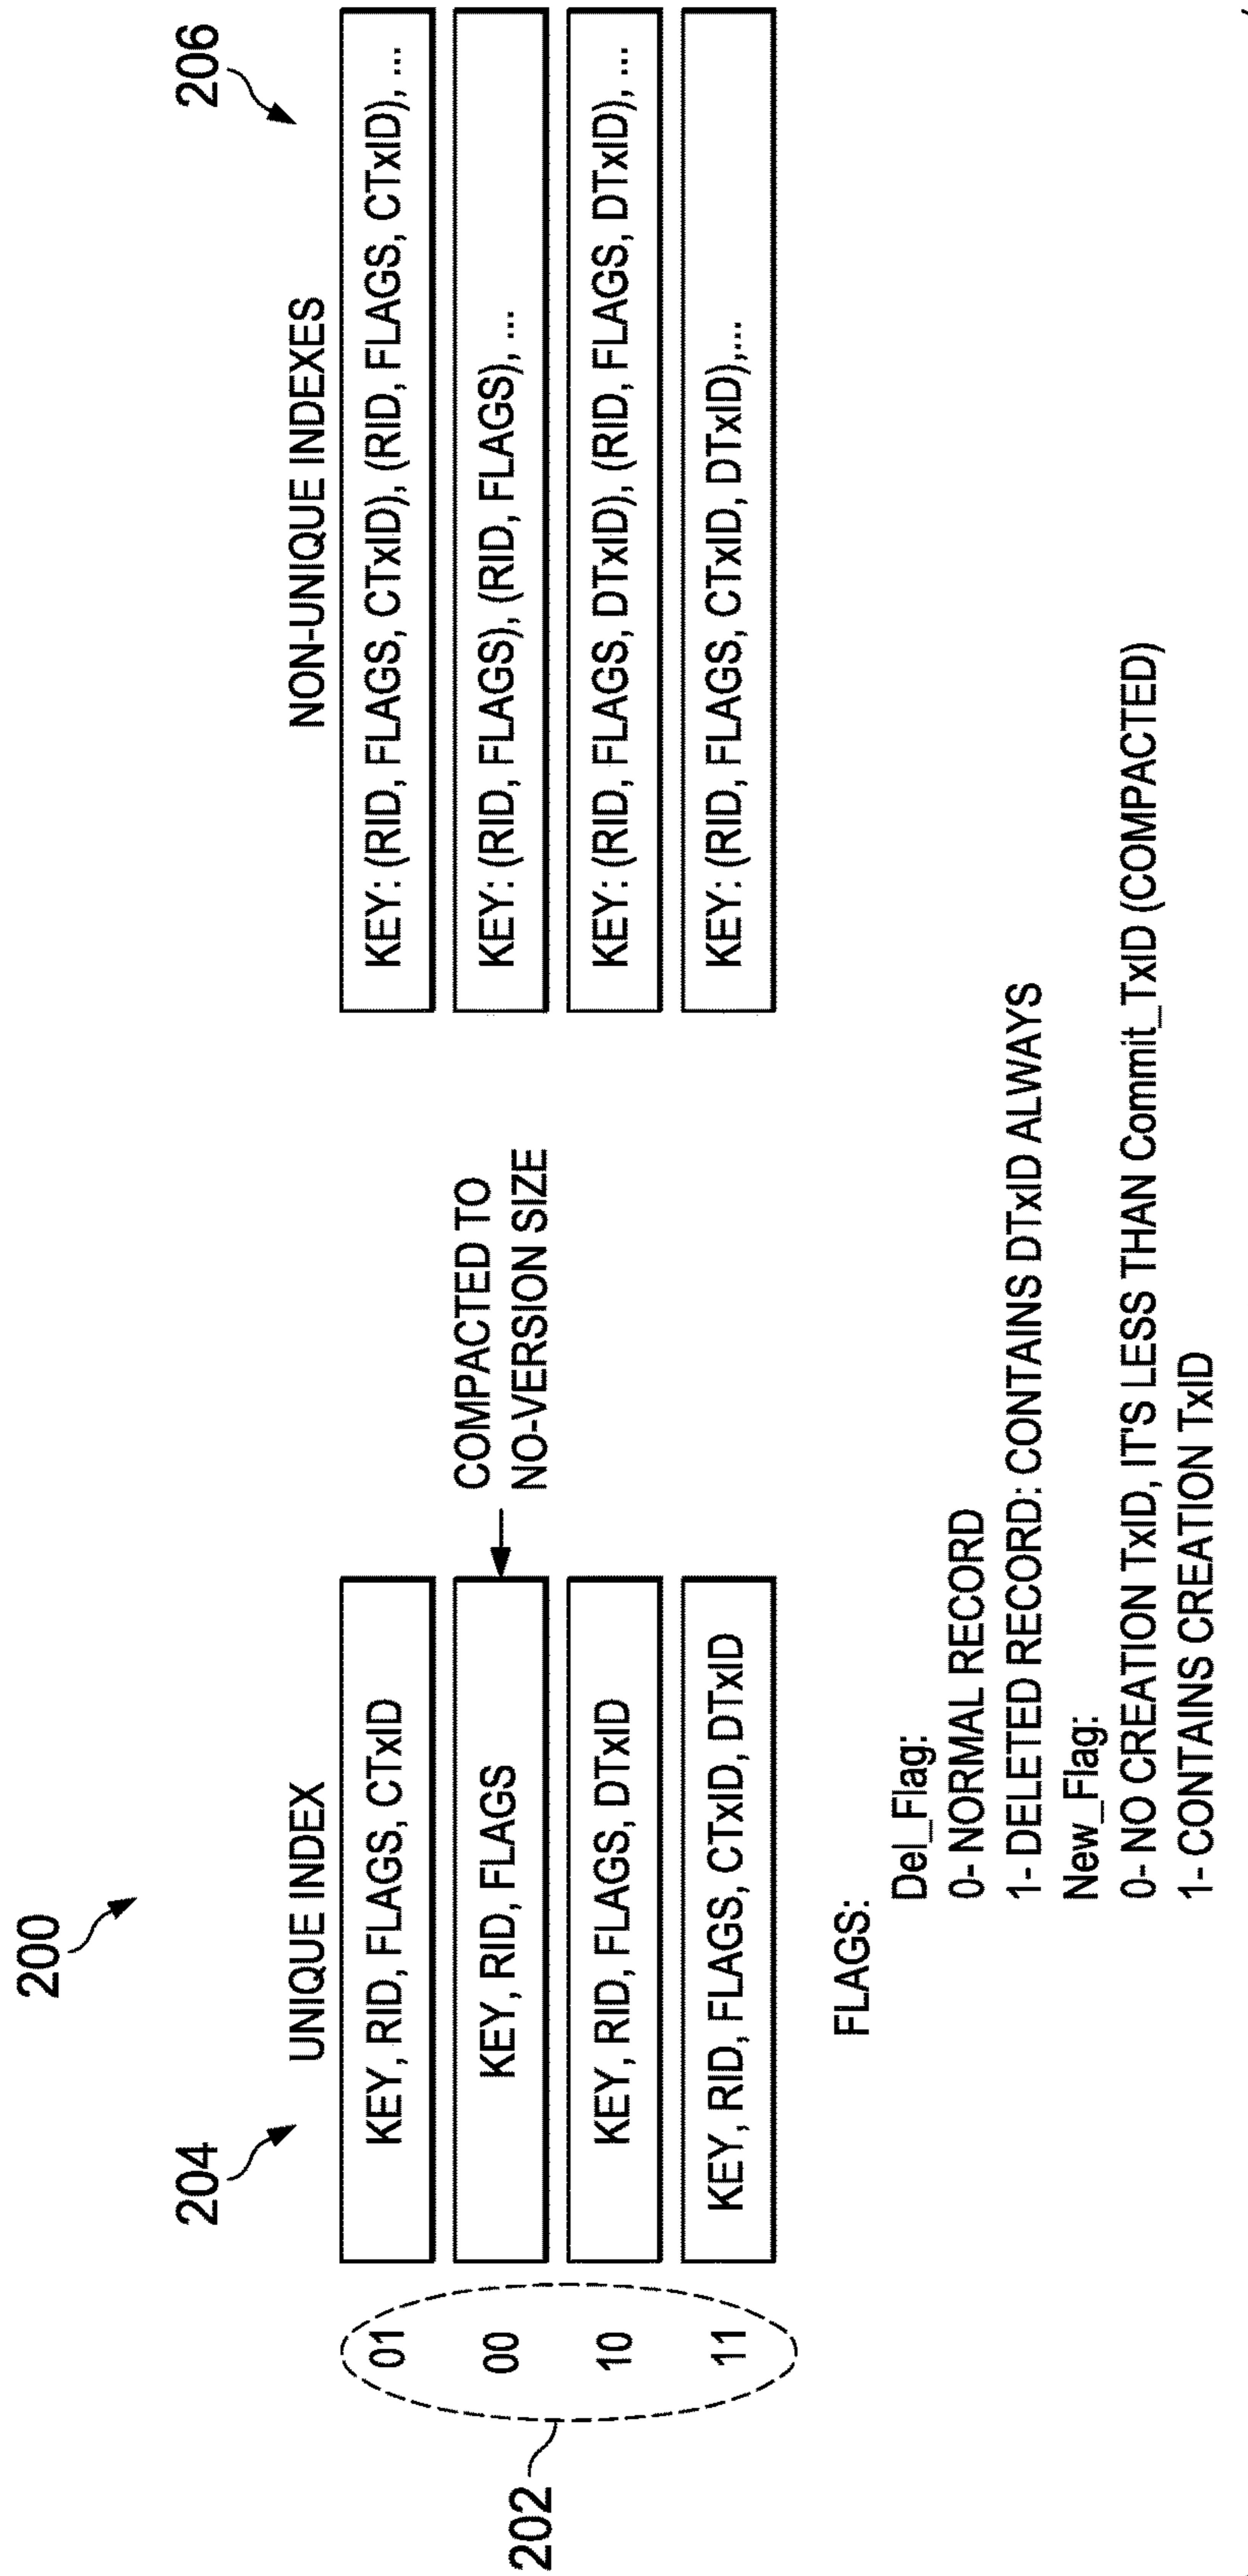 200
204
206
UNIQUE INDEX
NON-UNIQUE INDEXES
01
KEY, RID, FLAGS, CTxID
KEY: (RID, FLAGS, CTxID), (RID, FLAGS, CTxID), ...
00
KEY, RID, FLAGS
COMPACTED TO
NO-VERSION SIZE
KEY: (RID, FLAGS), (RID, FLAGS), ...
10
KEY, RID, FLAGS, DTxID
KEY: (RID, FLAGS, DTxID), (RID, FLAGS, DTxID), ...
11
KEY, RID, FLAGS, CTxID, DTxID
KEY: (RID, FLAGS, CTxID, DTxID),...
202
FLAGS:
Del_Flag:
0- NORMAL RECORD
1- DELETED RECORD: CONTAINS DTxID ALWAYS
New_Flag:
0- NO CREATION TxID, IT'S LESS THAN Commit_TxID (COMPACTED)
1- CONTAINS CREATION TxID